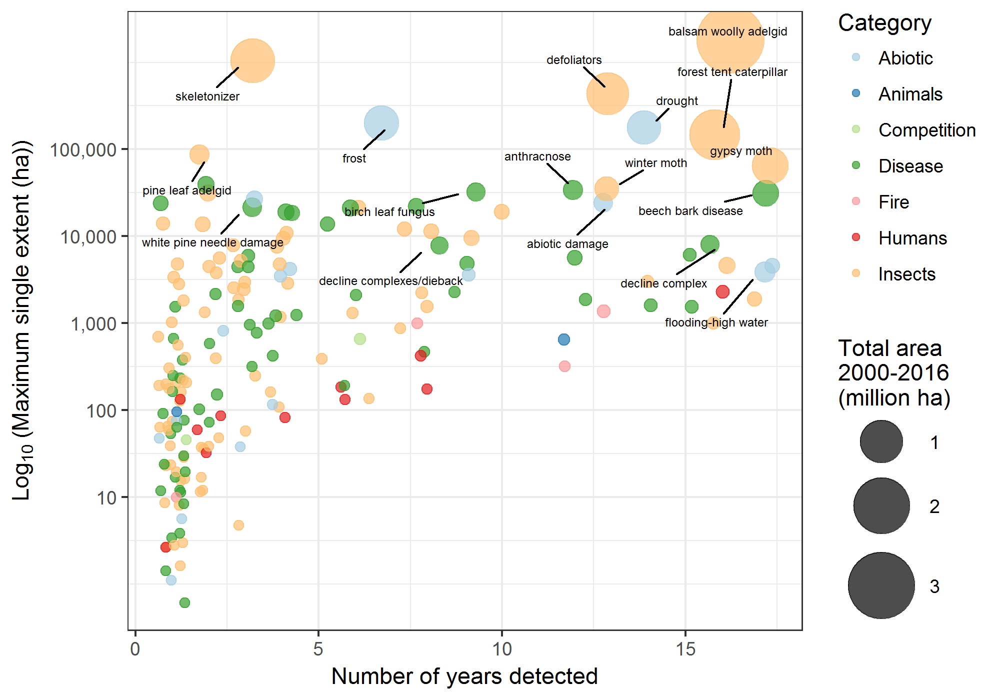 balsam woolly adelgid
defoliators
forest tent caterpillar
skeletonizer
drought
gypsy moth
frost
anthracnose
winter moth
pine leaf adelgid
birch leaf fungus
beech bark disease
white pine needle damage
abiotic damage
decline complexes/dieback
decline complex
flooding-high water
100,000
10,000
1,000
100
10
Log10 (Maximum single extent (ha))
0 5 10 15
Number of years detected
Category
Abiotic
Animals
Competition
Disease
Fire
Humans
Insects
Total area
2000-2016
(million ha)
1
2
3